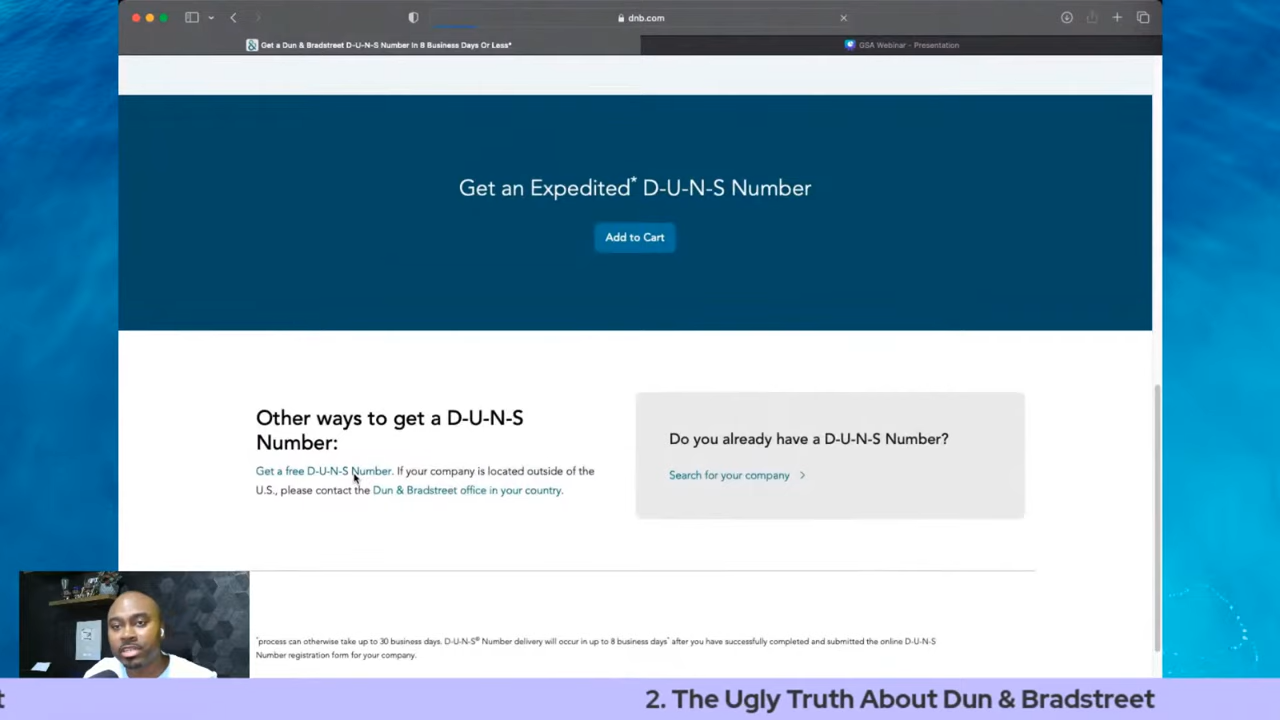 dnb.com
Get a Dun & Bradstreet D-U-N-S Number In 8 Business Days Or Less*
GSA Webinar - Presentation
Get an Expedited* D-U-N-S Number
Add to Cart
Other ways to get a D-U-N-S
Number:
Get a free D-U-N-S Number. If your company is located outside of the
U.S., please contact the Dun & Bradstreet office in your country.
Do you already have a D-U-N-S Number?
Search for your company >
*process can otherwise take up to 30 business days. D-U-N-S® Number delivery will occur in up to 8 business days* after you have successfully completed and submitted the online D-U-N-S
Number registration form for your company.
t
2. The Ugly Truth About Dun & Bradstreet